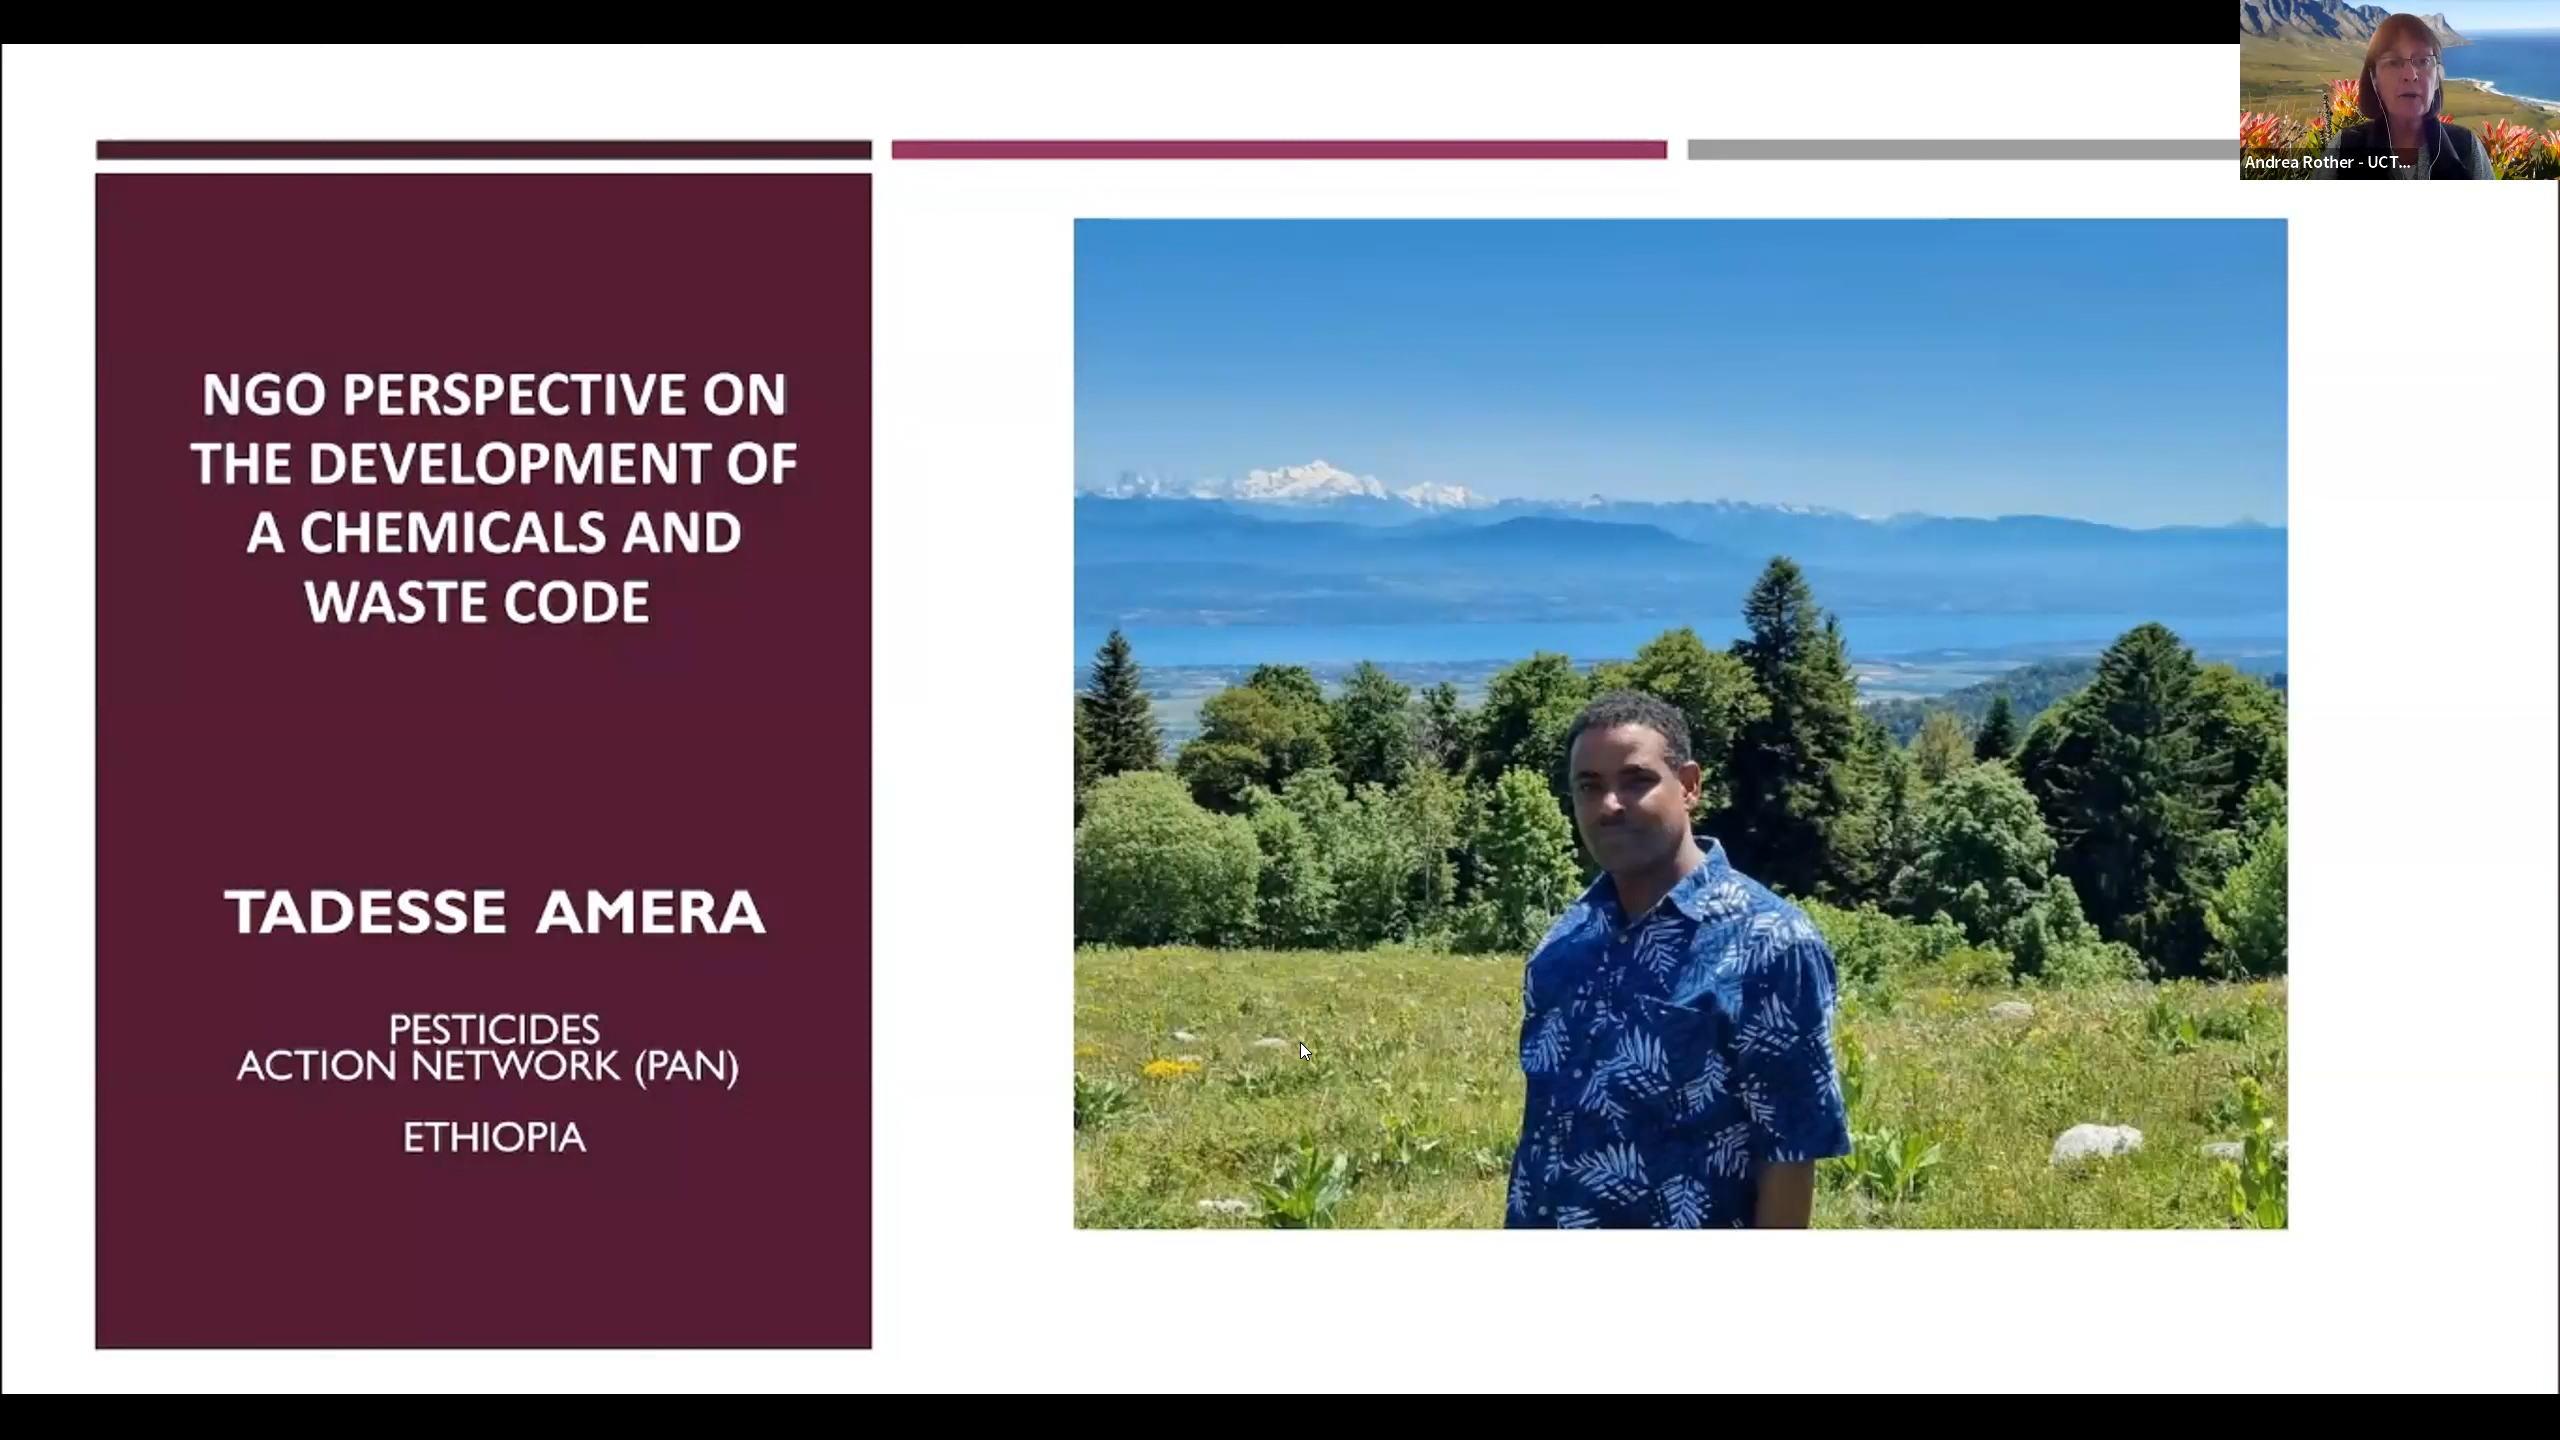 NGO PERSPECTIVE ON
THE DEVELOPMENT OF
A CHEMICALS AND
WASTE CODE
TADESSE AMERA
PESTICIDES
ACTION NETWORK (PAN)
ETHIOPIA
Andrea Rother - UCT...